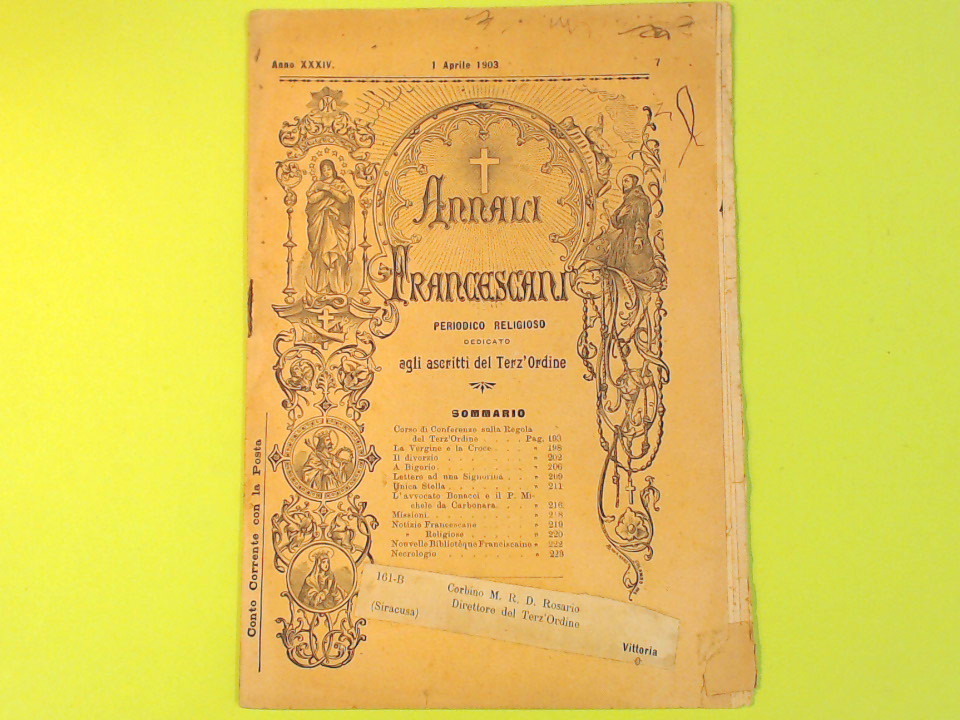 Anno XXXIV.
1 Aprile 1903
7
ANNALI
FRANCESCANI
PERIODICO RELIGIOSO
DEDICATO
agli ascritti del Terz'Ordine
SOMMARIO
Corso di Conferenze sulla Regola
del Terz'Ordine . . . . Pag. 193
La Vergine e la Croce . . . » 198
Il divorzio . . . . . . . » 202
A Bigorio . . . . . . . » 206
Lettere ad una Signorina . . » 209
Unica Stella . . . . . . . » 211
L'avvocato Bonacci e il P. Mi-
chele da Carbonara. . . » 216
Missioni. . . . . . . . » 218
Notizie Francescane . . . » 219
» Religiose . . . . . » 220
Nouvelle Bibliotèque Franciscaine » 222
Necrologio . . . . . . » 223
Conto Corrente con la Posta
161-B
Corbino M. R. D. Rosario
Direttore del Terz'Ordine
(Siracusa)
Vittoria